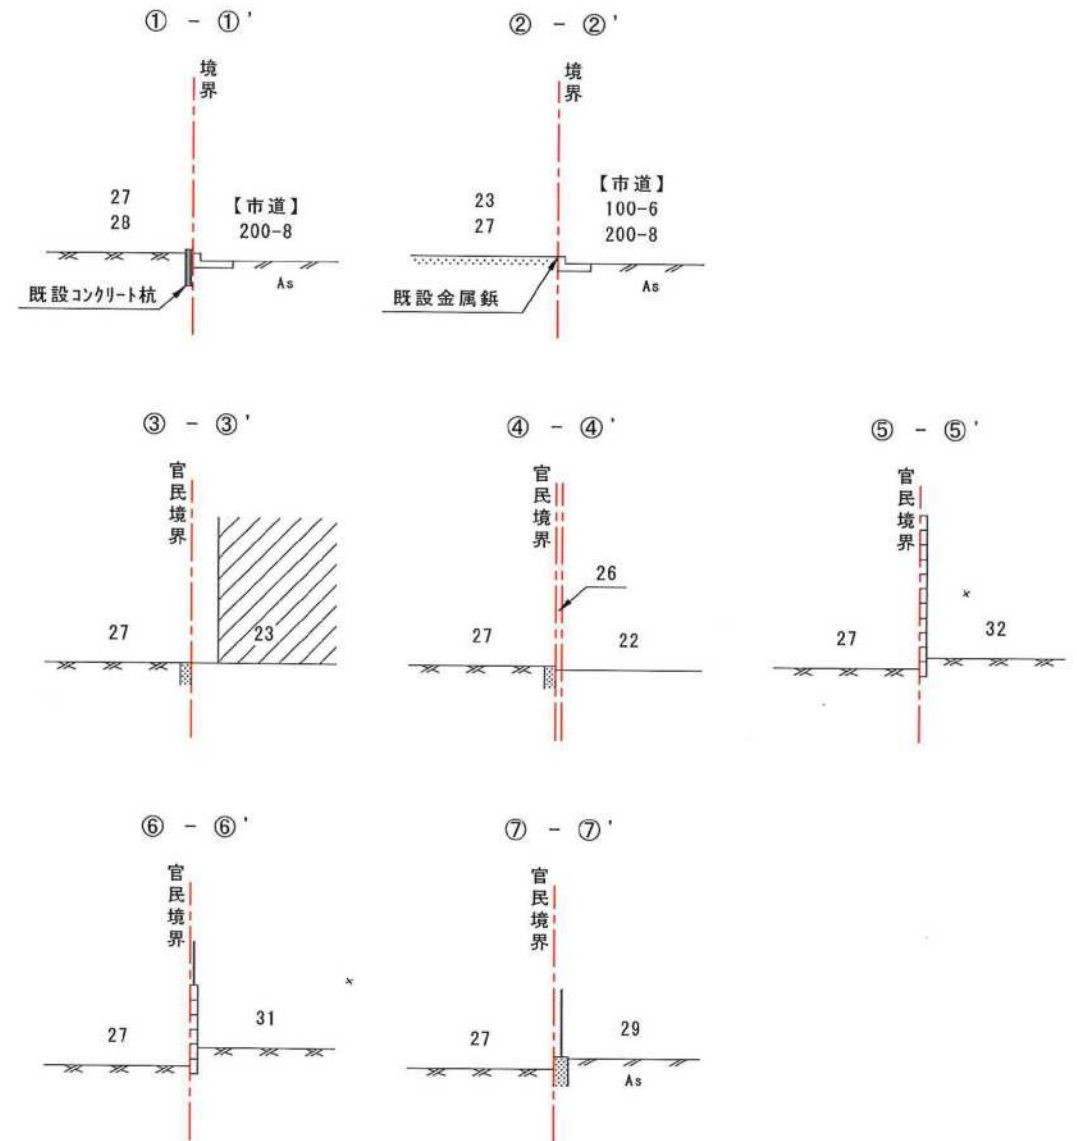 ① - ①'
境界
27
28
【市道】
200-8
As
既設コンクリート杭
② - ②'
境界
23
27
【市道】
100-6
200-8
As
既設金属鋲
③ - ③'
官民境界
27
23
④ - ④'
官民境界
26
27
22
⑤ - ⑤'
官民境界
27
32
⑥ - ⑥'
官民境界
27
31
⑦ - ⑦'
官民境界
27
29
As